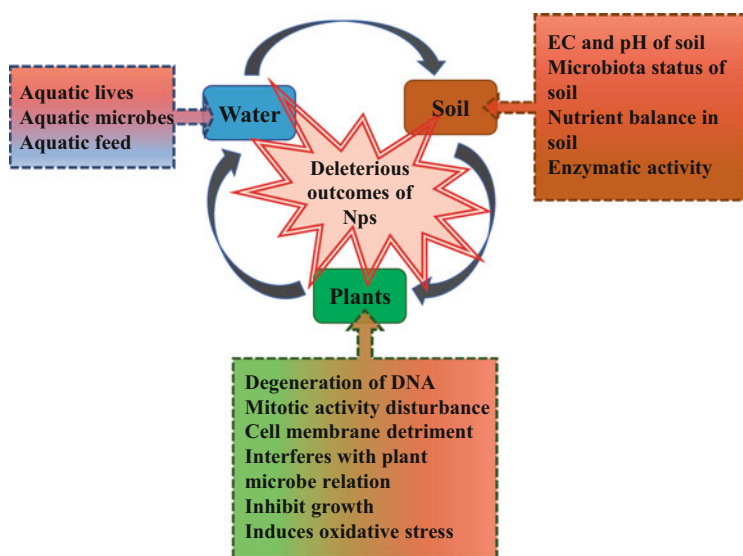 Aquatic lives
Aquatic microbes
Aquatic feed
Water
Soil
EC and pH of soil
Microbiota status of
soil
Nutrient balance in
soil
Enzymatic activity
Deleterious
outcomes of
Nps
Plants
Degeneration of DNA
Mitotic activity disturbance
Cell membrane detriment
Interferes with plant
microbe relation
Inhibit growth
Induces oxidative stress